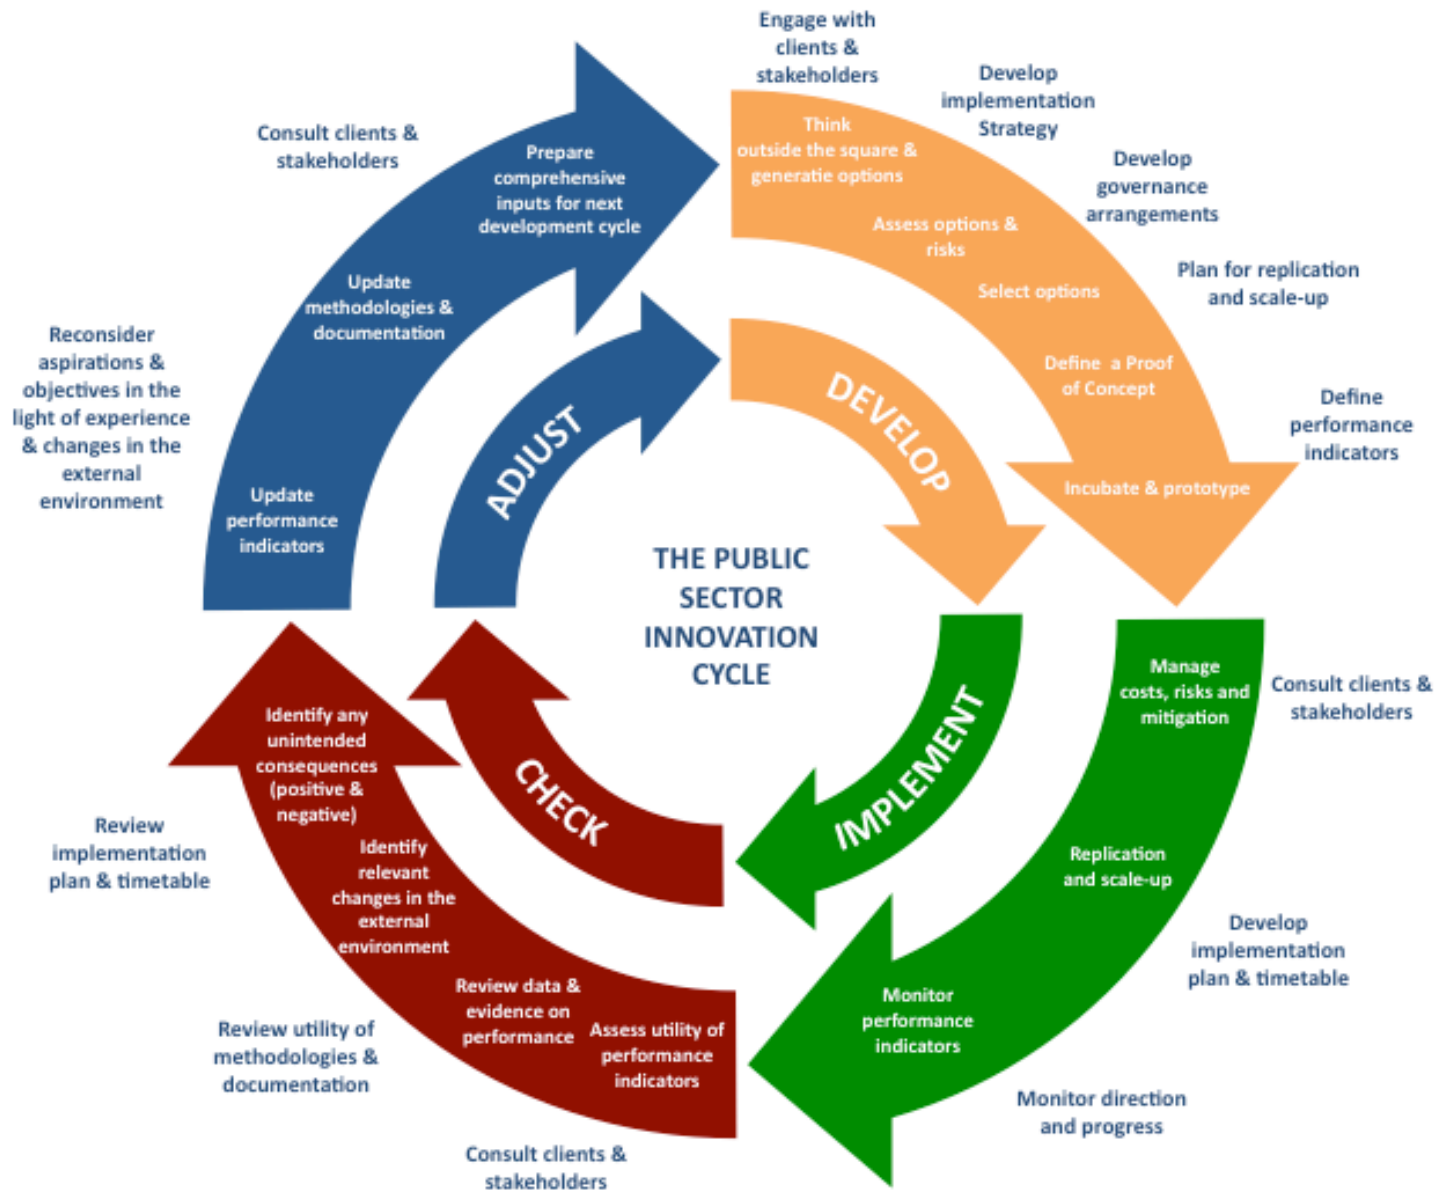 Engage with
clients &
stakeholders
Develop
implementation
Strategy
Develop
governance
arrangements
Plan for replication
and scale-up
Define
performance
indicators
Think
outside the square &
generatie options
Assess options &
risks
Select options
Define  a Proof
of Concept
Incubate & prototype
DEVELOP
Consult clients &
stakeholders
Develop
implementation
plan & timetable
Monitor direction
and progress
Manage
costs, risks and
mitigation
Replication
and scale-up
Monitor
performance
indicators
IMPLEMENT
Consult clients &
stakeholders
Review utility of
methodologies &
documentation
Review
implementation
plan & timetable
Assess utility of
performance
indicators
Review data &
evidence on
performance
Identify
relevant
changes in the
external
environment
Identify any
unintended
consequences
(positive &
negative)
CHECK
Reconsider
aspirations &
objectives in the
light of experience
& changes in the
external
environment
Consult clients &
stakeholders
Update
performance
indicators
Update
methodologies &
documentation
Prepare
comprehensive
inputs for next
development cycle
ADJUST
THE PUBLIC
SECTOR
INNOVATION
CYCLE